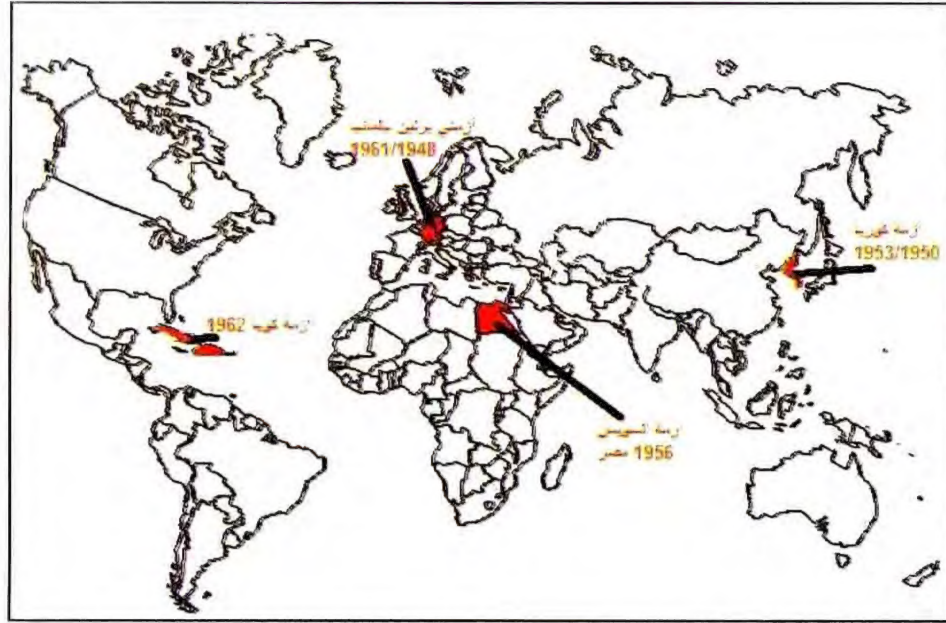 أزمتي برلين
1961/1948
أزمة كوريا
1953/1950
أزمة كوبا 1962
أزمة السويس
مصر 1956